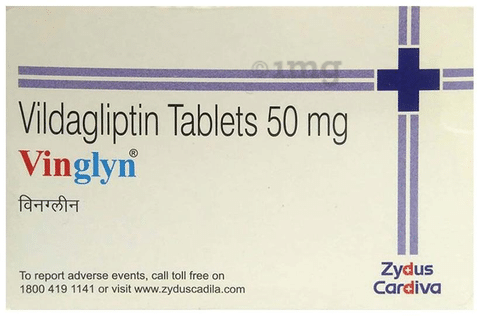 ©1mg
Vildagliptin Tablets 50 mg
Vinglyn®
विनग्लीन
To report adverse events, call toll free on
1800 419 1141 or visit www.zyduscadila.com
Zydus
Cardiva